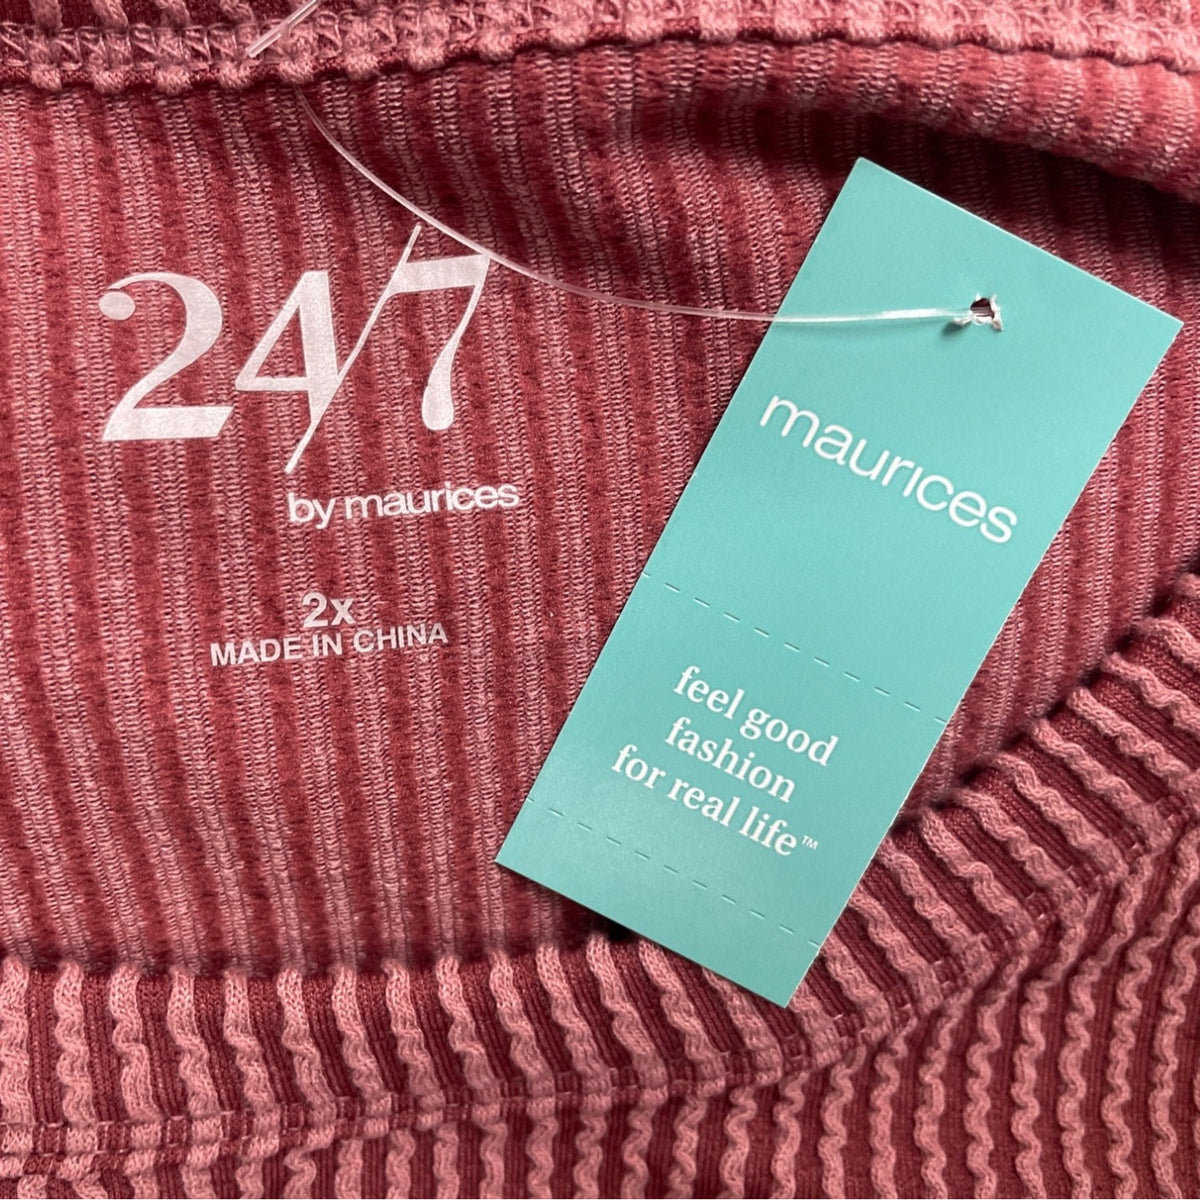 24/7
by maurices
2x
MADE IN CHINA
maurices
feel good
fashion
for real life™